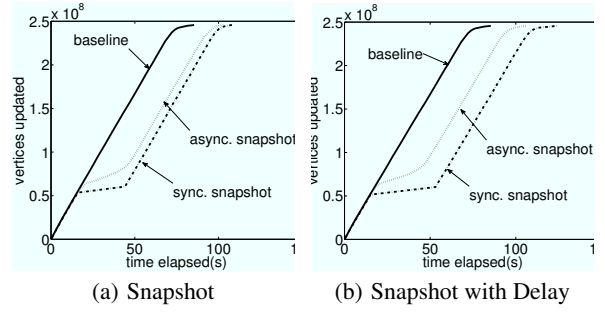 2.5 x 10^8
baseline
2
1.5
1
0.5
0
vertices updated
async. snapshot
sync. snapshot
0 50 100 1
time elapsed(s)
(a) Snapshot
2.5 x 10^8
baseline
2
1.5
1
0.5
0
vertices updated
async. snapshot
sync. snapshot
0 50 100 1
time elapsed(s)
(b) Snapshot with Delay